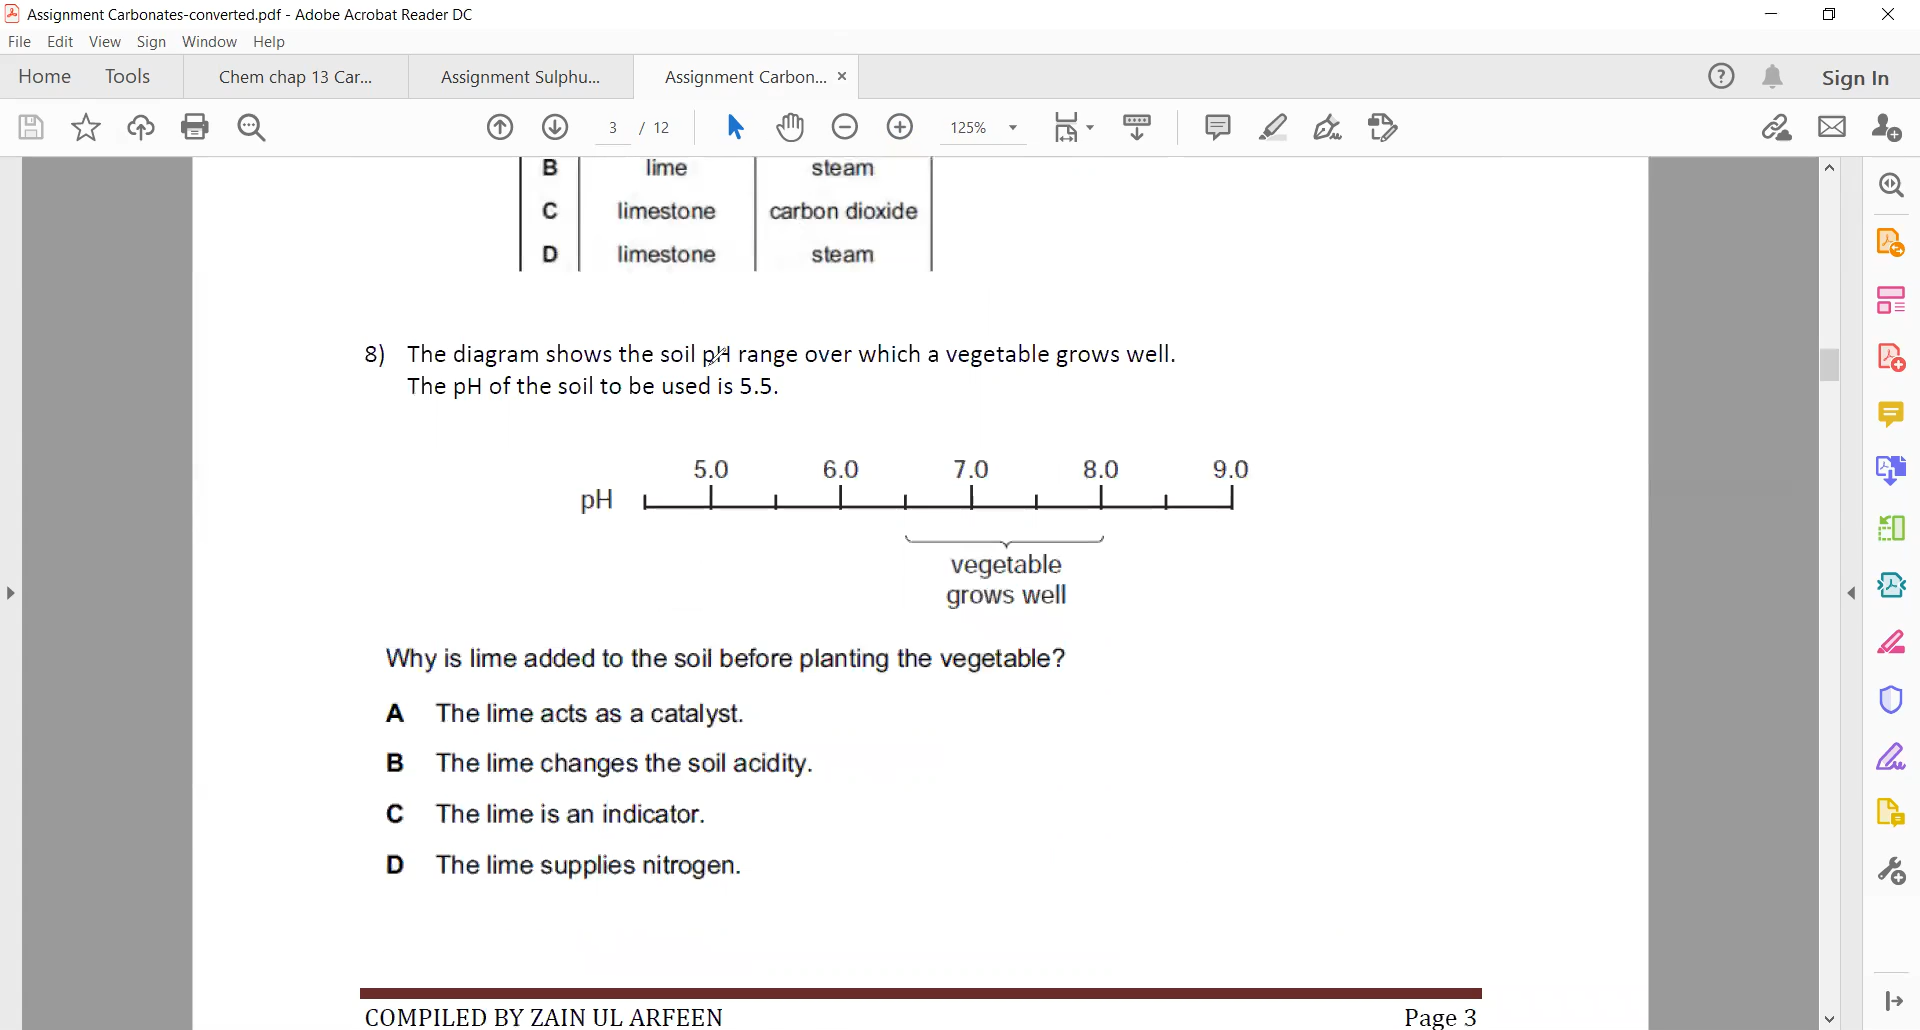 Assignment Carbonates-converted.pdf - Adobe Acrobat Reader DC
File Edit View Sign Window Help
Home Tools Chem chap 13 Car... Assignment Sulphu... Assignment Carbon... Sign In
3 / 12 125%
B lime steam
C limestone carbon dioxide
D limestone steam
8) The diagram shows the soil pH range over which a vegetable grows well.
The pH of the soil to be used is 5.5.
5.0 6.0 7.0 8.0 9.0
pH
vegetable
grows well
Why is lime added to the soil before planting the vegetable?
A The lime acts as a catalyst.
B The lime changes the soil acidity.
C The lime is an indicator.
D The lime supplies nitrogen.
COMPILED BY ZAIN UL ARFEEN Page 3